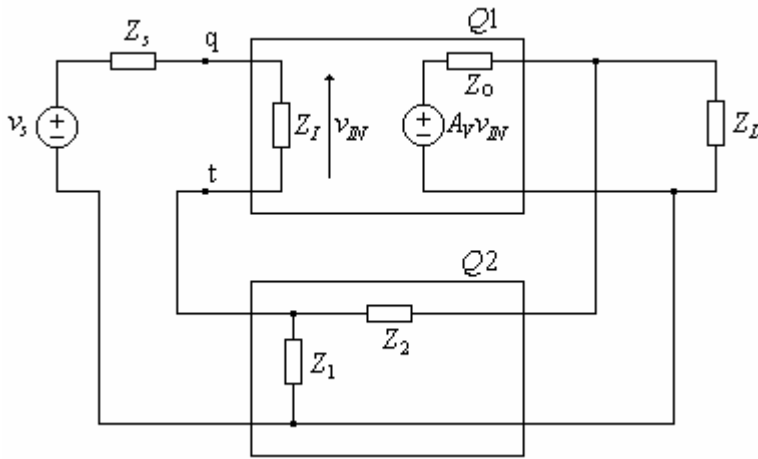 Q1
Z_s
q
Z_O
v_s
Z_I
v_IN
A_V v_IN
Z_L
t
Q2
Z_2
Z_1